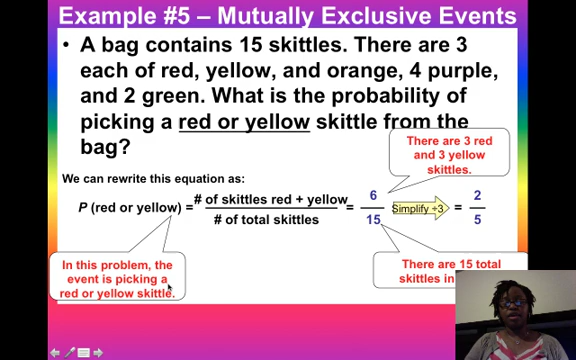 Example #5 – Mutually Exclusive Events
• A bag contains 15 skittles. There are 3
each of red, yellow, and orange, 4 purple,
and 2 green. What is the probability of
picking a red or yellow skittle from the
bag?
There are 3 red
and 3 yellow
skittles.
We can rewrite this equation as:
P (red or yellow) = # of skittles red + yellow = 6 Simplify ÷3 = 2
# of total skittles 15 5
In this problem, the
event is picking a
red or yellow skittle.
There are 15 total
skittles in